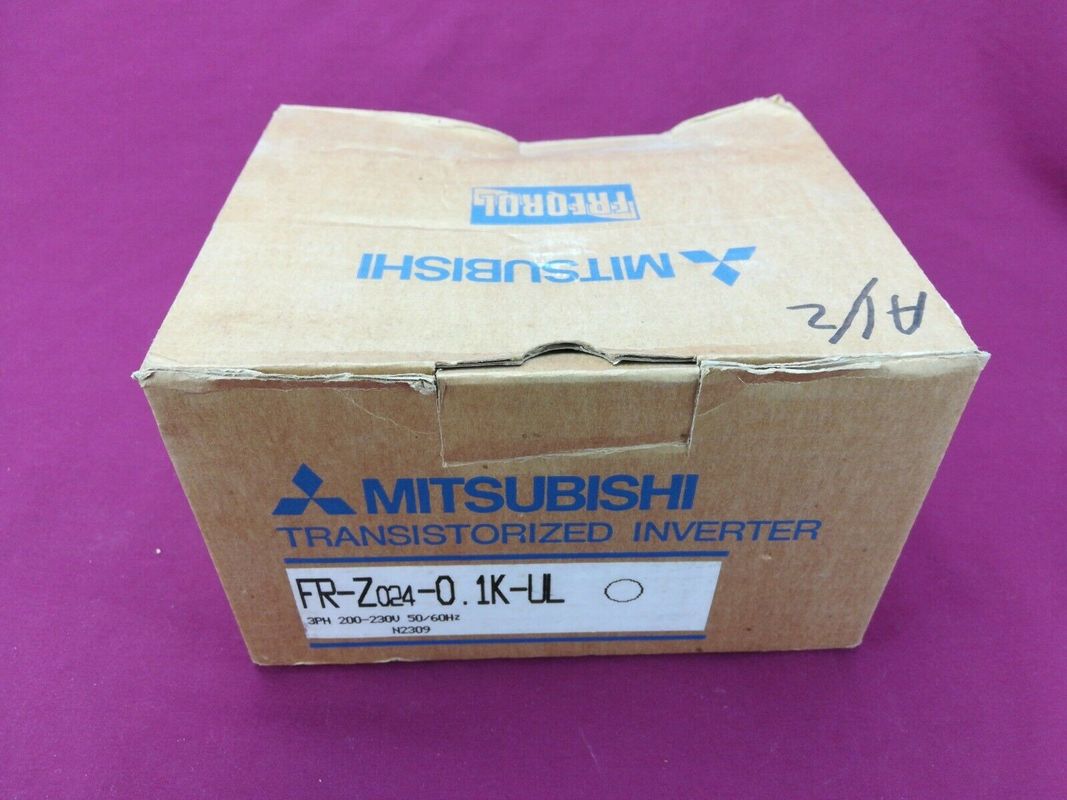 FREQROL
MITSUBISHI
A1/2
MITSUBISHI
TRANSISTORIZED INVERTER
FR-Z024-0.1K-UL
3PH 200-230V 50/60Hz
N2309